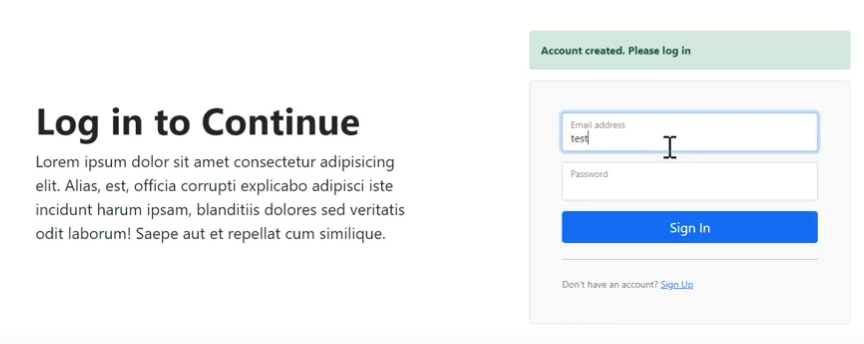 Account created. Please log in
Log in to Continue
Lorem ipsum dolor sit amet consectetur adipisicing
elit. Alias, est, officia corrupti explicabo adipisci iste
incidunt harum ipsam, blanditiis dolores sed veritatis
odit laborum! Saepe aut et repellat cum similique.
Email address
test
Password
Sign In
Don't have an account? Sign Up